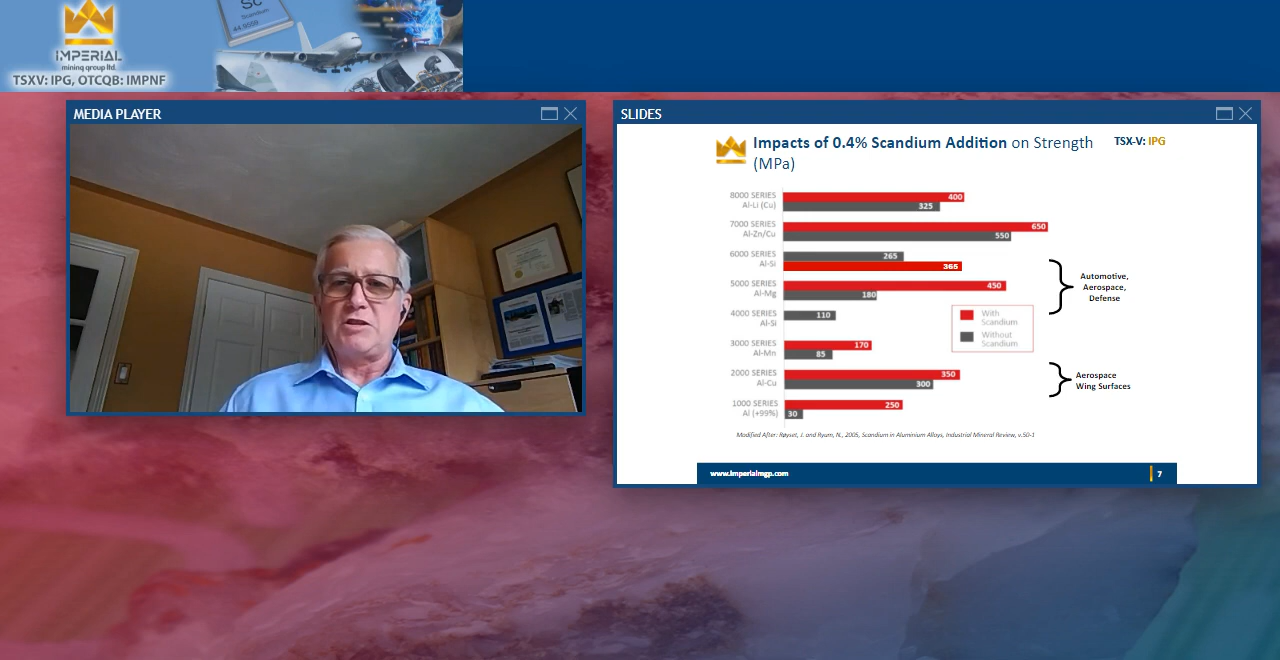 Sc
Scandium
44.9559
IMPERIAL
mining group ltd.
TSXV: IPG, OTCQB: IMPNF
MEDIA PLAYER
SLIDES
Impacts of 0.4% Scandium Addition on Strength
(MPa)
TSX-V: IPG
8000 SERIES
Al-Li (Cu)
400
325
7000 SERIES
Al-Zn/Cu
650
550
6000 SERIES
Al-Si
265
365
5000 SERIES
Al-Mg
450
180
4000 SERIES
Al-Si
110
3000 SERIES
Al-Mn
170
85
2000 SERIES
Al-Cu
350
300
1000 SERIES
Al (+99%)
250
30
Automotive,
Aerospace,
Defense
With
Scandium
Without
Scandium
Aerospace
Wing Surfaces
Modified After: Røyset, J. and Ryum, N., 2005, Scandium in Aluminium Alloys, Industrial Mineral Review, v.50-1
www.imperialmgp.com
7